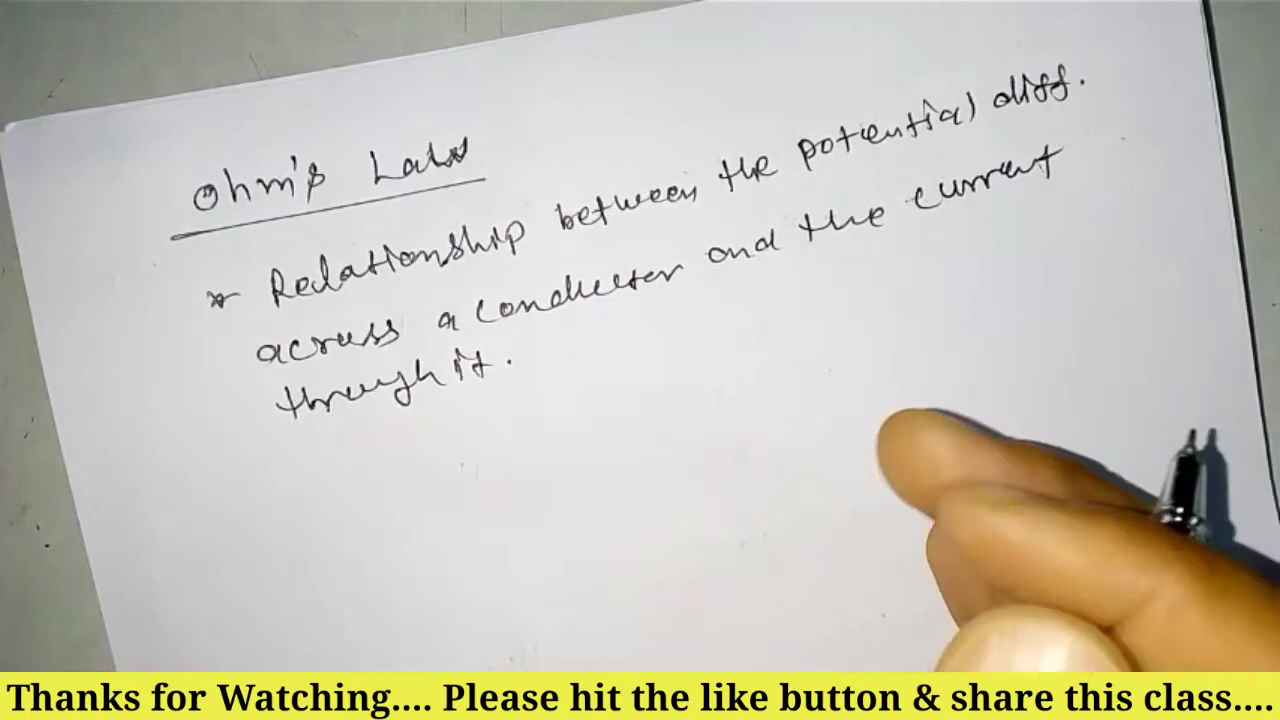 Ohm's Law
* Relationship between the potential diff.
across a conductor and the current
through it.
Thanks for Watching.... Please hit the like button & share this class....